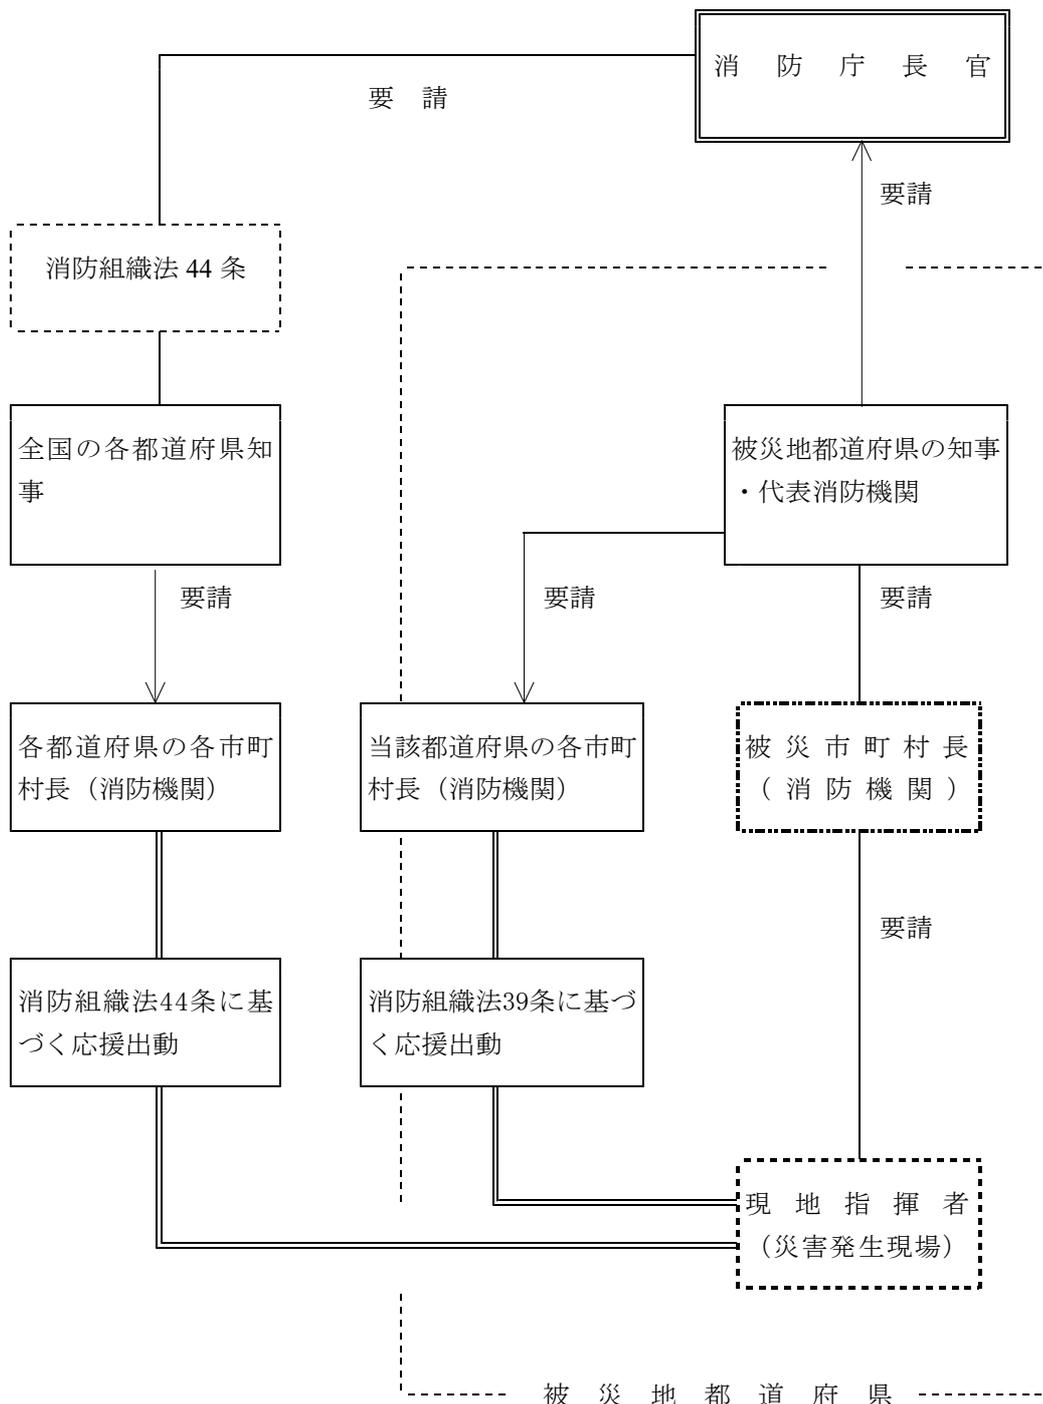 消防庁長官
要請
要請
消防組織法 44 条
全国の各都道府県知
事
被災地都道府県の知事
・代表消防機関
要請
要請
要請
各都道府県の各市町
村長（消防機関）
当該都道府県の各市町
村長（消防機関）
被災市町村長
（消防機関）
要請
消防組織法44条に基
づく応援出動
消防組織法39条に基づ
く応援出動
現地指揮者
（災害発生現場）
被災地都道府県